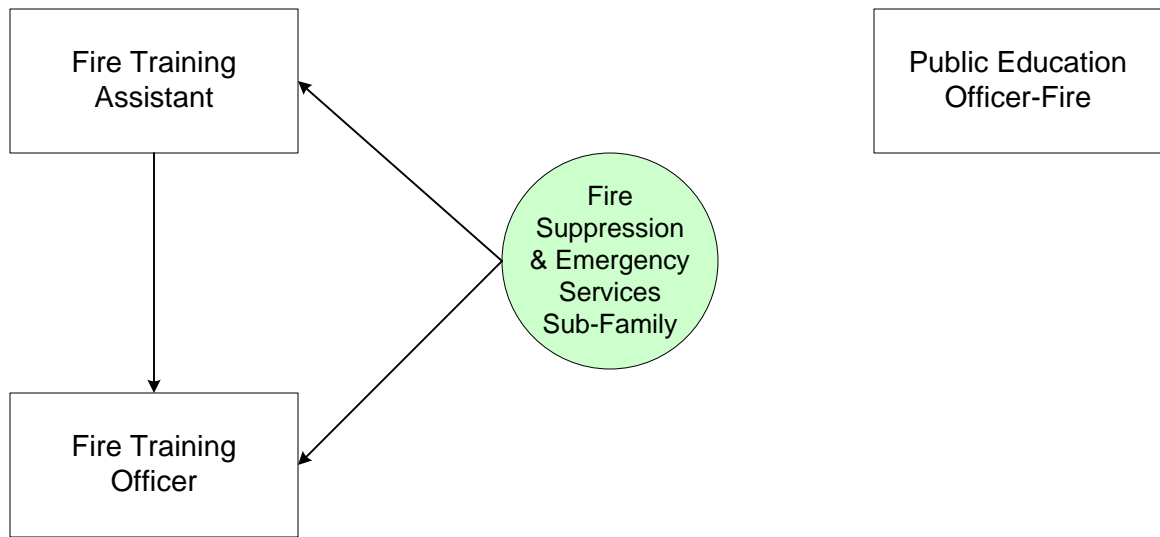 Fire Training
Assistant
Public Education
Officer-Fire
Fire
Suppression
& Emergency
Services
Sub-Family
Fire Training
Officer